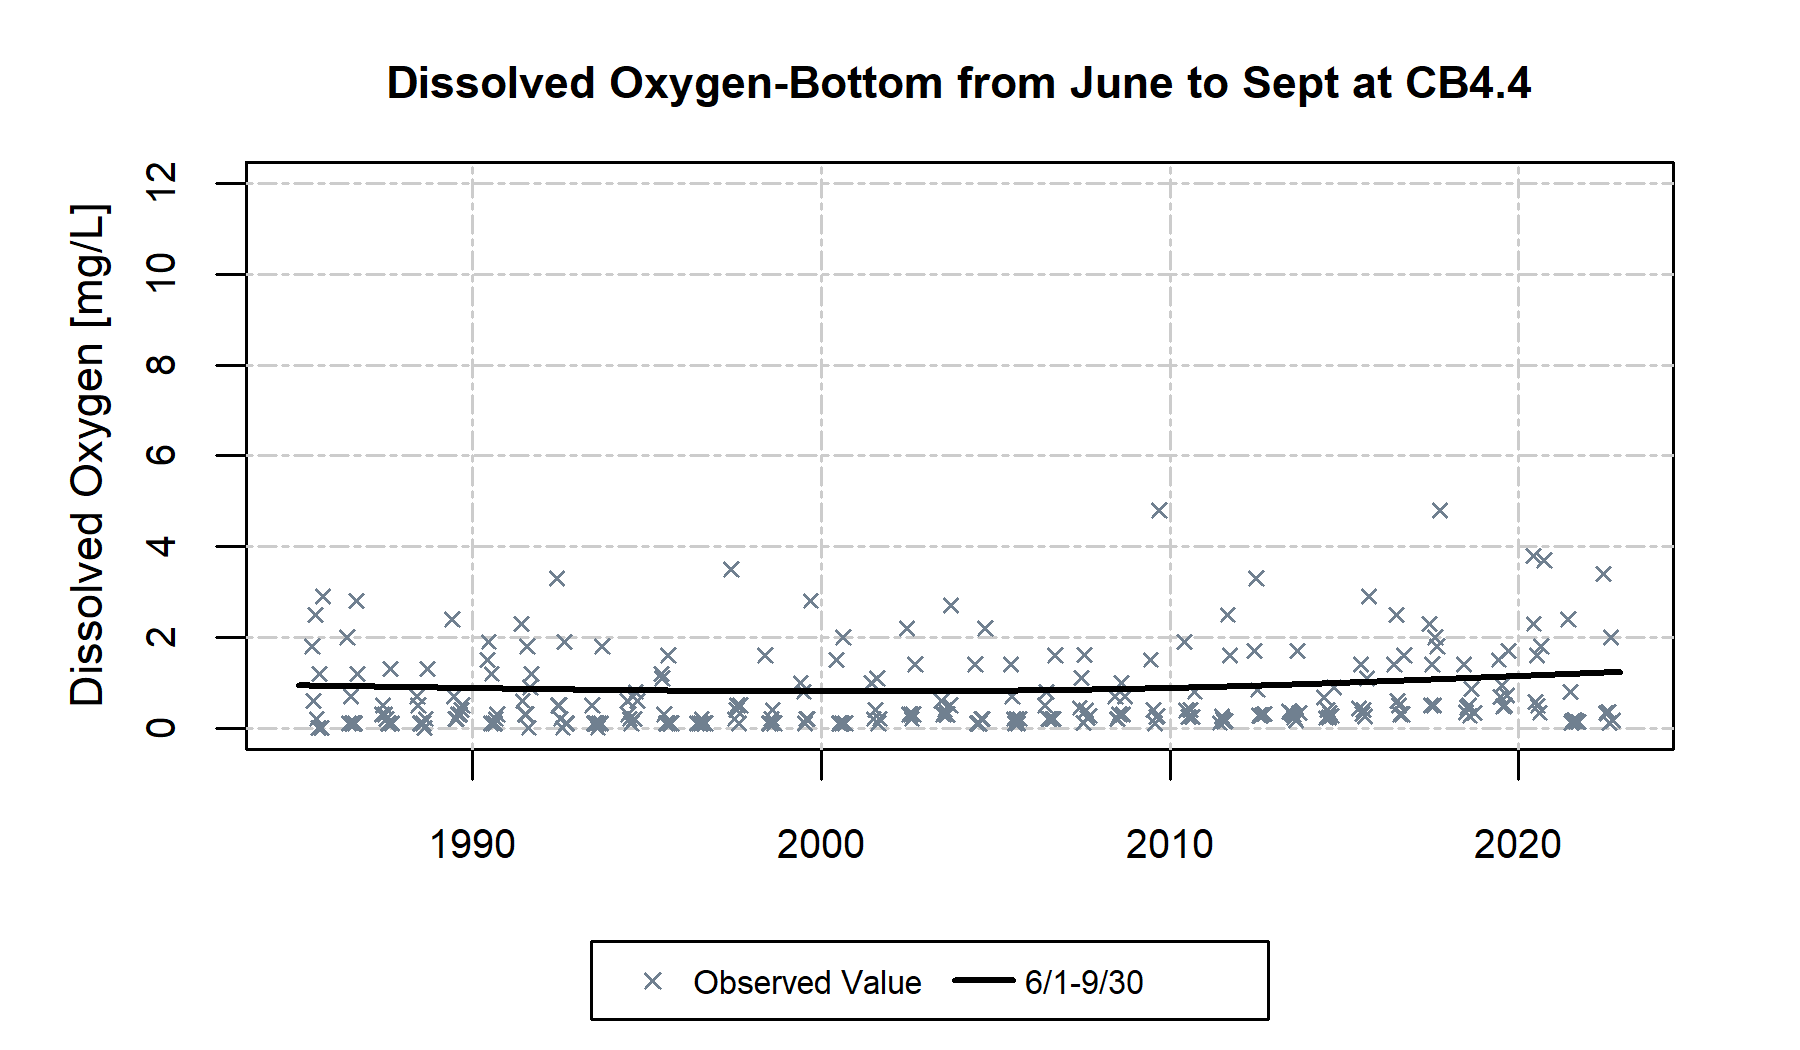 Dissolved Oxygen-Bottom from June to Sept at CB4.4
Dissolved Oxygen [mg/L]
12
10
8
6
4
2
0
1990 2000 2010 2020
Observed Value 6/1-9/30